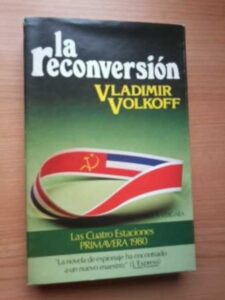 la
reconversión
VLADIMIR
VOLKOFF
Las Cuatro Estaciones
PRIMAVERA 1980
"La novela de espionaje ha encontrado
a un nuevo maestro." (L'Express)